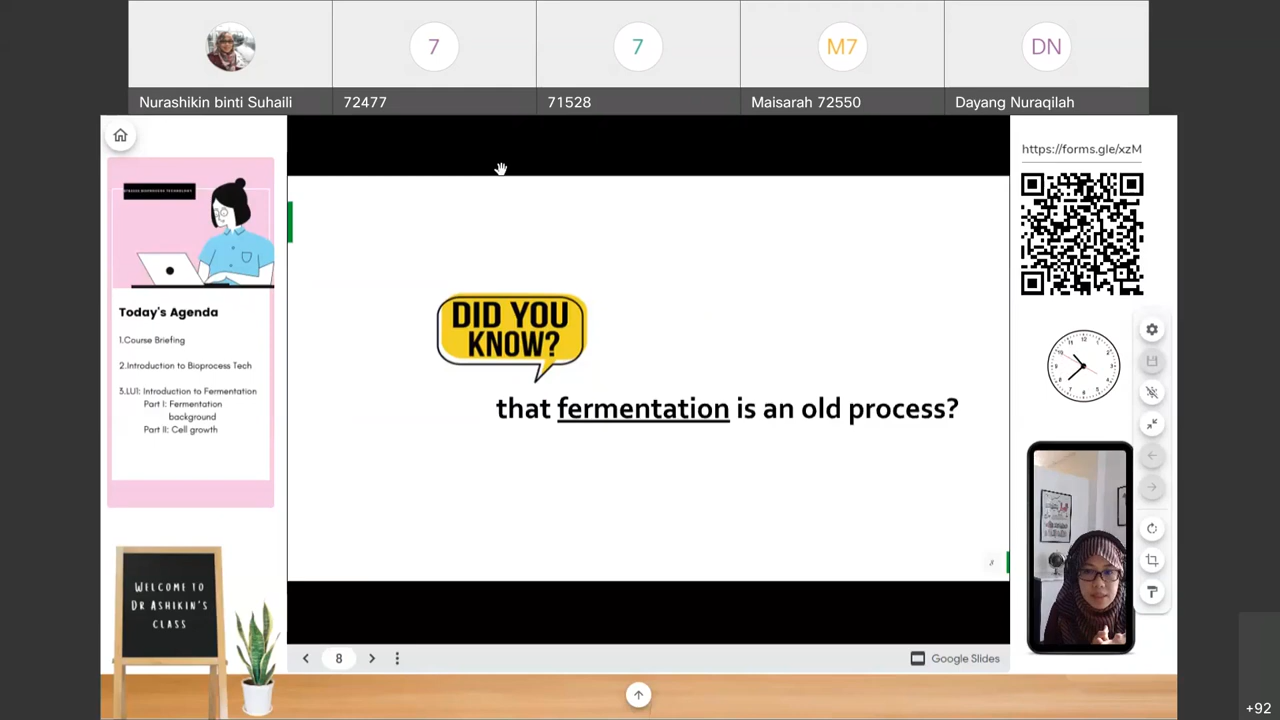 7
7
M7
DN
Nurashikin binti Suhaili
72477
71528
Maisarah 72550
Dayang Nuraqilah
https://forms.gle/xzM
Today's Agenda
1.Course Briefing
2.Introduction to Bioprocess Tech
3.LU1: Introduction to Fermentation
Part I: Fermentation
background
Part II: Cell growth
DID YOU
KNOW?
that fermentation is an old process?
WELCOME TO
DR ASHIKIN'S
CLASS
8
Google Slides
+92